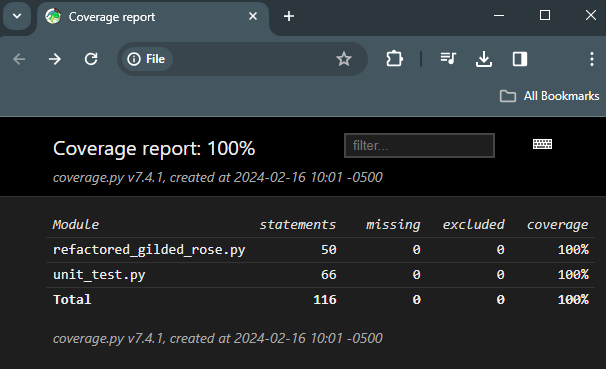 Coverage report
File
All Bookmarks
Coverage report: 100%
filter...
coverage.py v7.4.1, created at 2024-02-16 10:01 -0500
Module statements missing excluded coverage
refactored_gilded_rose.py 50 0 0 100%
unit_test.py 66 0 0 100%
Total 116 0 0 100%
coverage.py v7.4.1, created at 2024-02-16 10:01 -0500